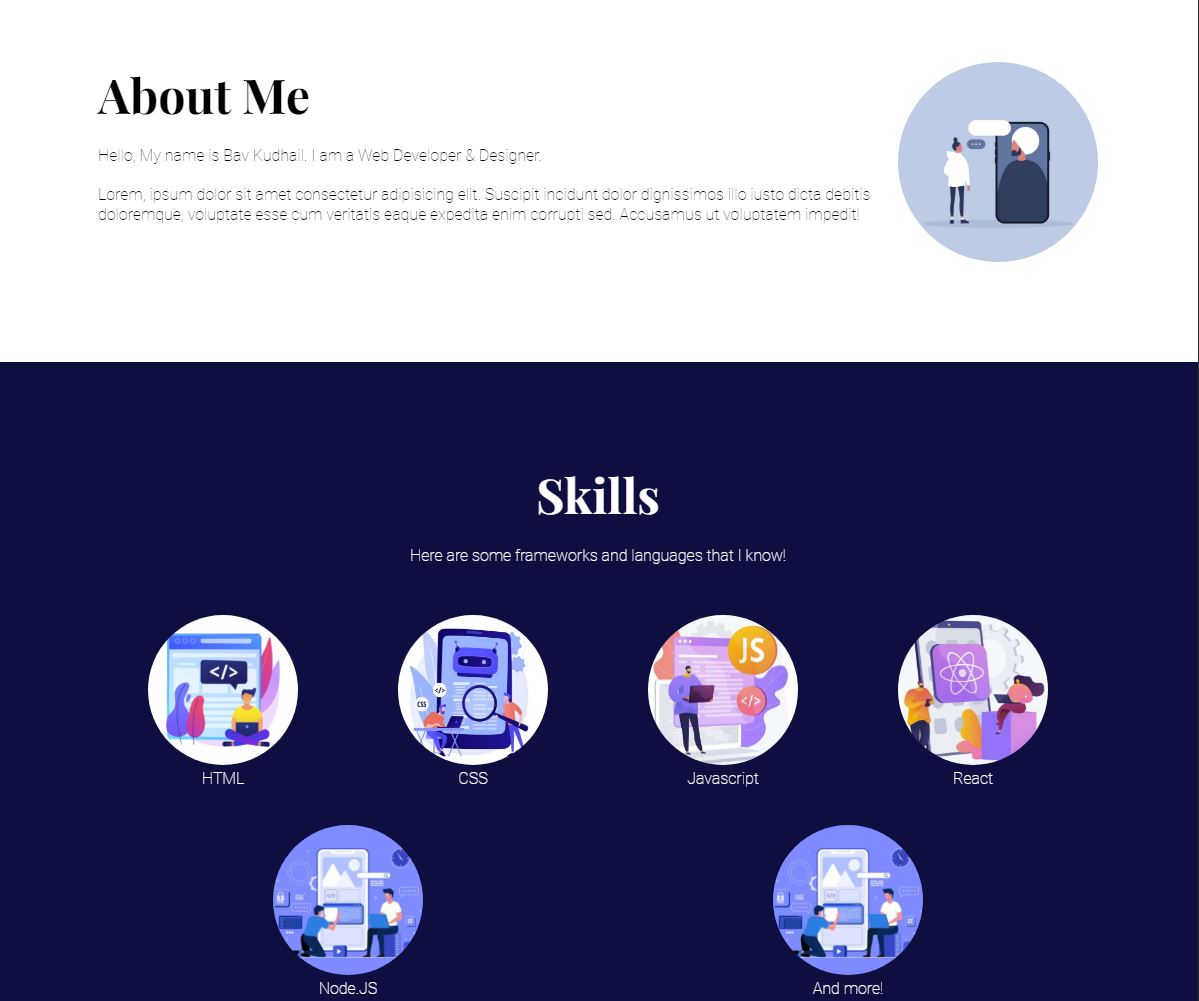 About Me
Hello, My name is Bav Kudhail. I am a Web Developer & Designer.
Lorem, ipsum dolor sit amet consectetur adipisicing elit. Suscipit incidunt dolor dignissimos illo iusto dicta debitis
doloremque, voluptate esse cum veritatis eaque expedita enim corrupti sed. Accusamus ut voluptatem impedit!
Skills
Here are some frameworks and languages that I know!
</>
</>
CSS
JS
</>
HTML
CSS
Javascript
React
</>
#
</>
#
Node.JS
And more!